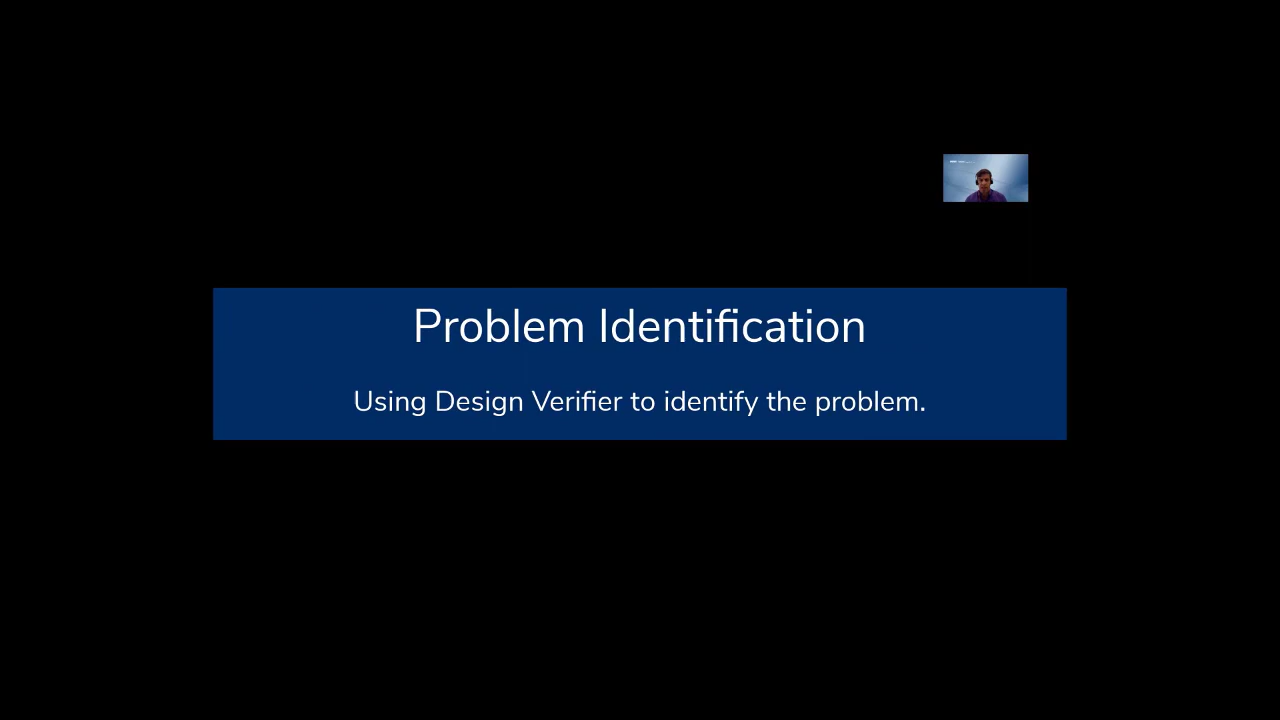 Problem Identification
Using Design Verifier to identify the problem.